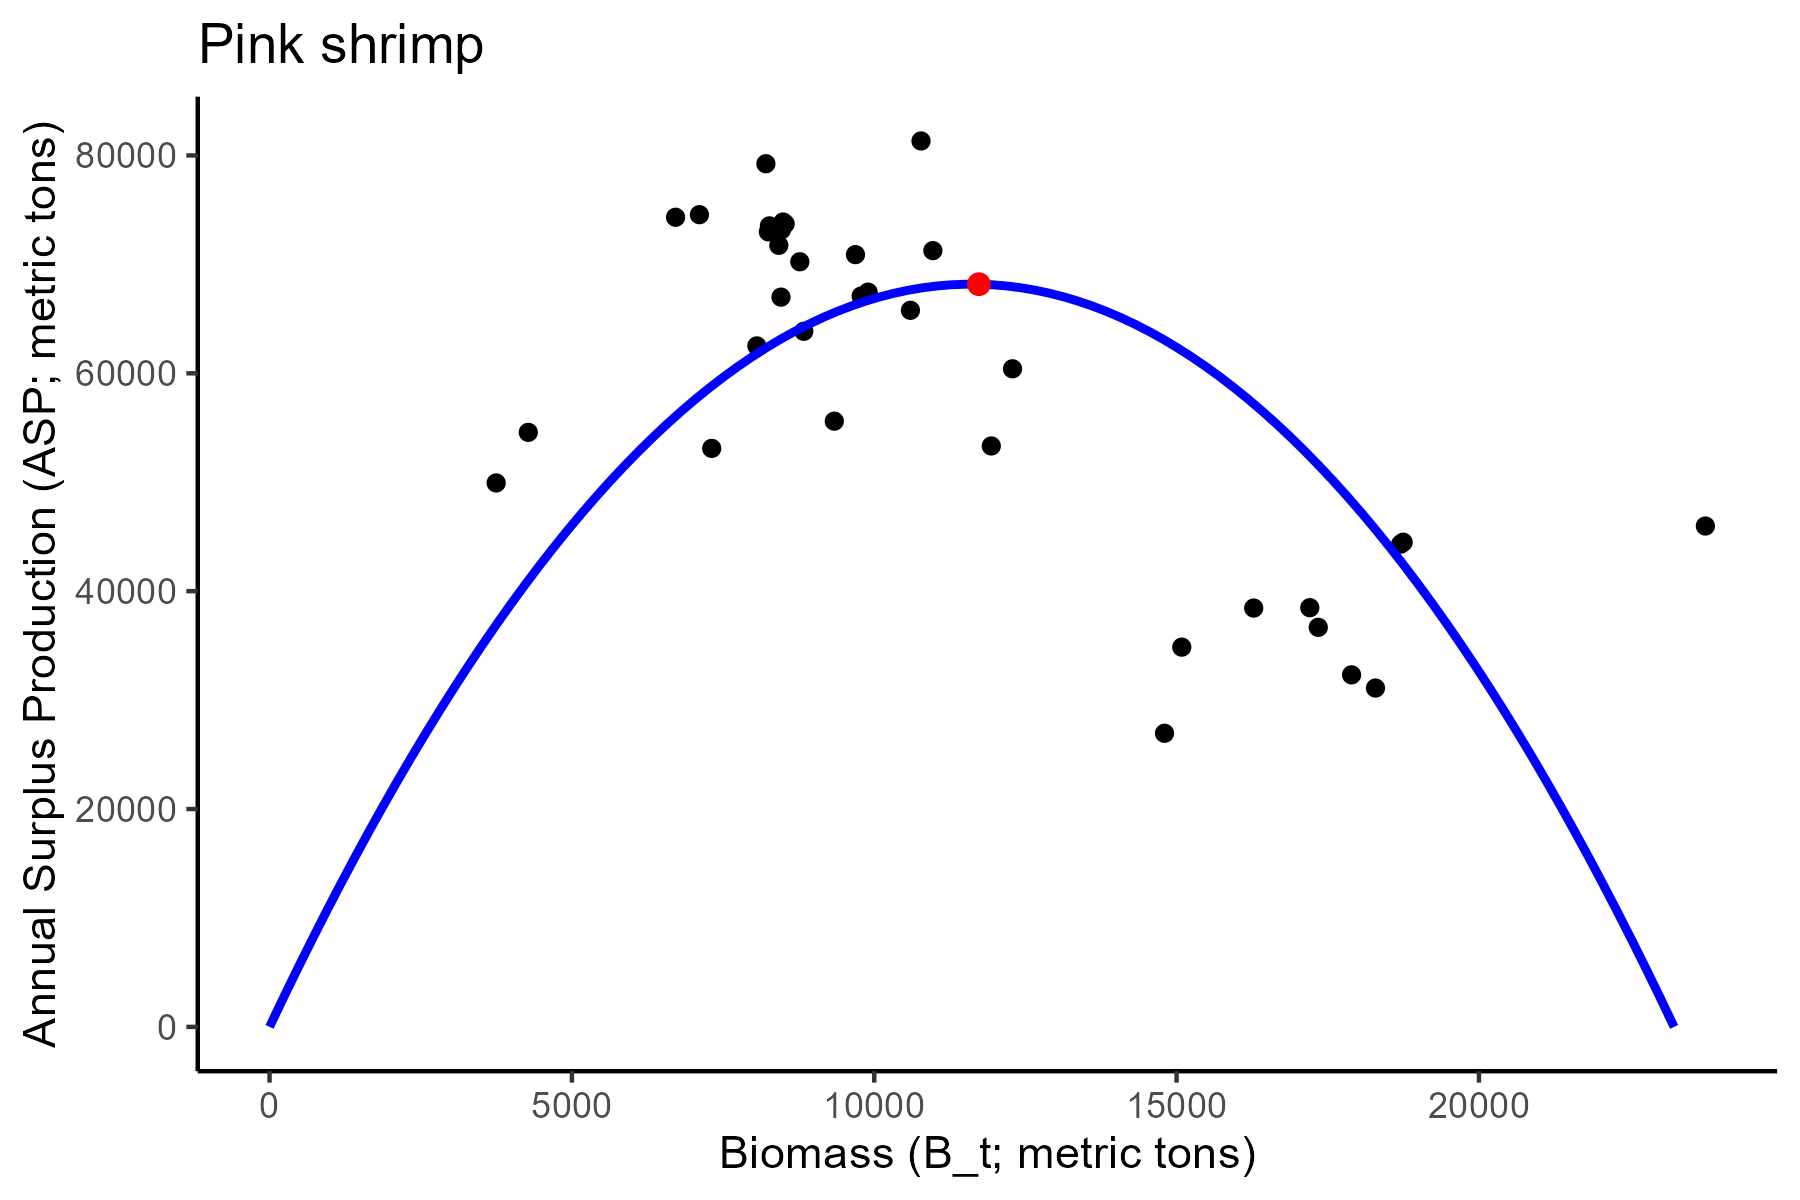 Pink shrimp
Annual Surplus Production (ASP; metric tons)
80000
60000
40000
20000
0
0 5000 10000 15000 20000
Biomass (B_t; metric tons)